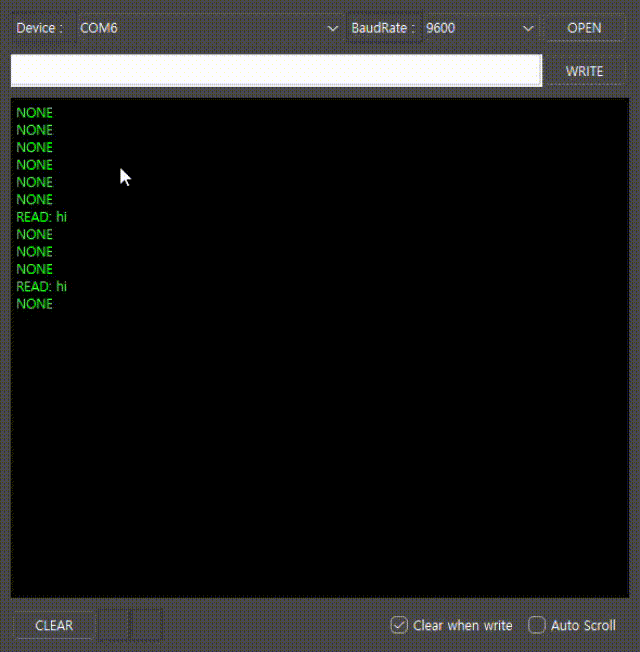 Device : COM6 BaudRate : 9600 OPEN
WRITE
NONE
NONE
NONE
NONE
NONE
NONE
READ: hi
NONE
NONE
NONE
READ: hi
NONE
CLEAR Clear when write Auto Scroll